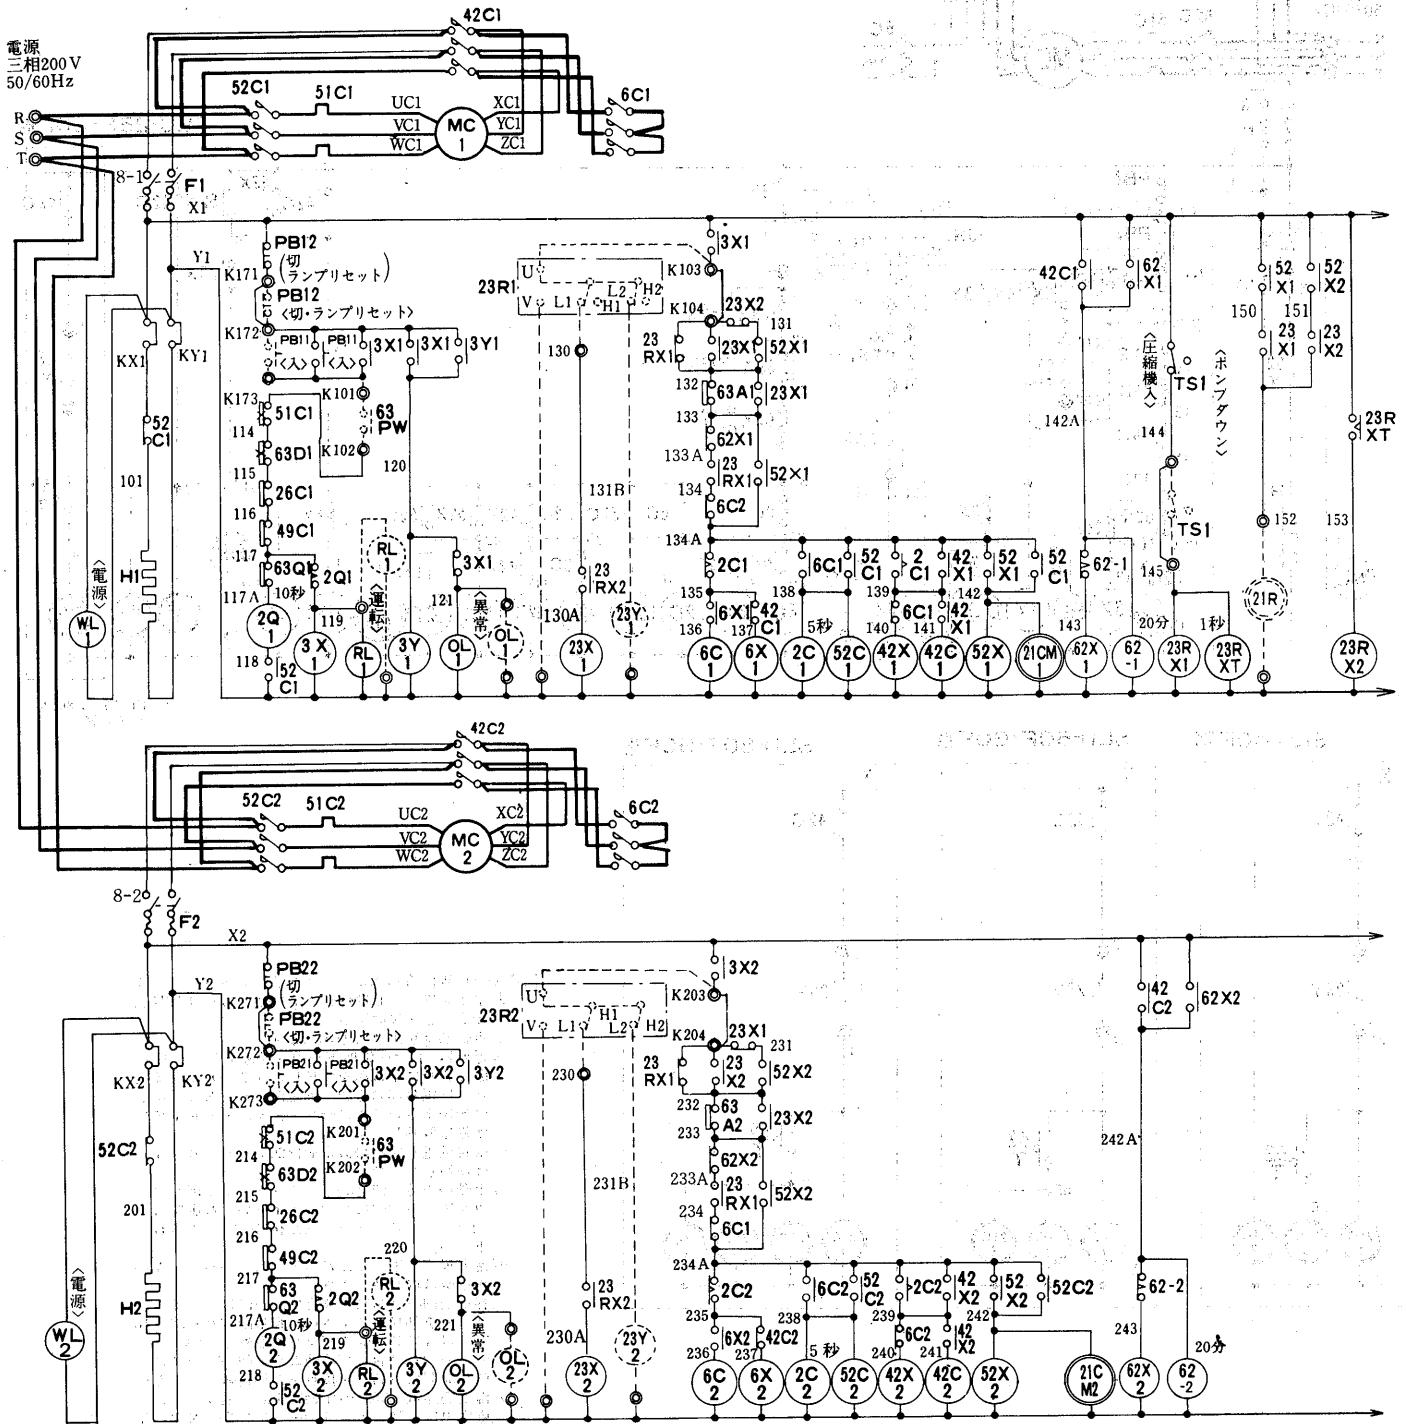 電源
三相200V
50/60Hz
R
S
T
42C1
52C1
51C1
UC1
VC1
WC1
MC
1
XC1
YC1
ZC1
6C1
8-1
F1
X1
Y1
K171
PB12
(切
ランプリセット)
PB12
〈切・ランプリセット〉
K172
PB11
〈入〉
PB11
〈入〉
3X1
3X1
3Y1
K173
K101
51C1
114
63
PW
63D1
K102
115
120
26C1
116
49C1
117
63Q1
10秒
2Q1
117A
2Q
1
118
52
C1
119
3X
1
RL
1
〈運転〉
RL
1
3Y
1
3X1
121
OL
1
〈異常〉
OL
1
KX1
KY1
52
C1
101
〈電源〉
H1
WL
1
23R1
U
V
L1
H1
L2
H2
130
131B
23
RX2
130A
23X
1
23Y
1
3X1
K103
K104
23X2
131
23
RX1
23X1
52X1
132
63A1
23X1
133
62X1
133A
23
RX1
52X1
134
6C2
134A
2C1
135
6X1
42
C1
136
137
6C
1
6X
1
6C1
138
5秒
2C
1
52
C1
52C
1
2
C1
139
6C1
140
42X
1
42
X1
42
X1
141
42C
1
52
X1
142
52X
1
52
C1
21CM
1
42C1
62
X1
142A
62-1
143
62X
1
20分
62
-1
〈圧縮機入〉
TS1
〈ポンプダウン〉
144
TS1
145
1秒
23R
X1
23R
XT
52
X1
52
X2
150
151
23
X1
23
X2
152
21R
23R
XT
153
23R
X2
42C2
52C2
51C2
UC2
VC2
WC2
MC
2
XC2
YC2
ZC2
6C2
8-2
F2
X2
Y2
K271
PB22
(切
ランプリセット)
PB22
〈切・ランプリセット〉
K272
PB21
〈入〉
PB21
〈入〉
3X2
3X2
3Y2
K273
K201
51C2
214
63
PW
63D2
K202
215
26C2
216
49C2
220
217
63
Q2
10秒
2Q2
217A
2Q
2
218
52
C2
219
3X
2
RL
2
〈運転〉
RL
2
3Y
2
3X2
221
OL
2
〈異常〉
OL
2
KX2
KY2
52C2
201
〈電源〉
H2
WL
2
23R2
U
V
L1
H1
L2
H2
230
231B
23
RX2
230A
23X
2
23Y
2
3X2
K203
K204
23X1
231
23
RX1
23
X2
52X2
232
63
A2
23X2
233
62X2
233A
23
RX1
52X2
234
6C1
234A
2C2
235
6X2
42C2
236
237
6C
2
6X
2
6C2
238
5秒
2C
2
52
C2
52C
2
2C2
239
6C2
240
42X
2
42
X2
42
X2
241
42C
2
52
X2
242
52X
2
52C2
21C
M2
42
C2
62X2
242A
62-2
243
62X
2
20分
62
-2